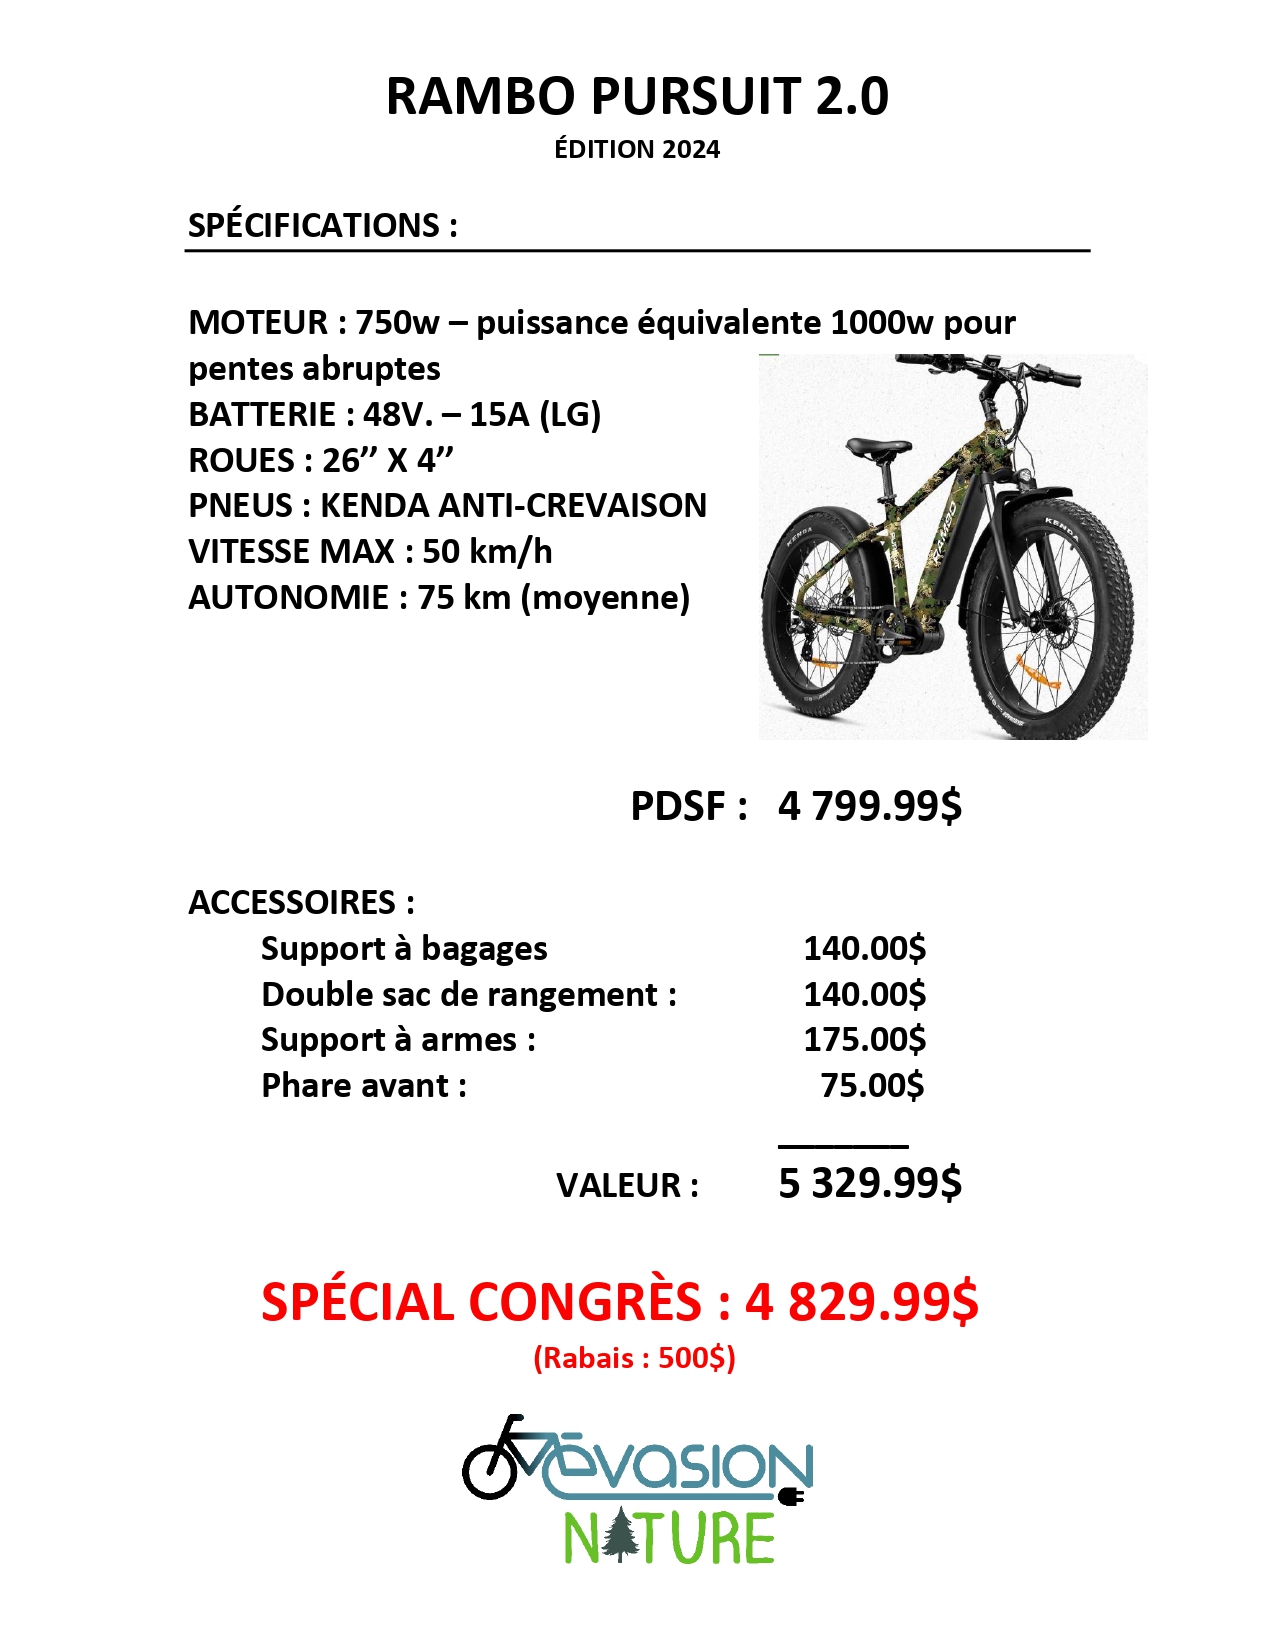 RAMBO PURSUIT 2.0
ÉDITION 2024
SPÉCIFICATIONS :
MOTEUR : 750w – puissance équivalente 1000w pour
pentes abruptes
BATTERIE : 48V. – 15A (LG)
ROUES : 26’’ X 4’’
PNEUS : KENDA ANTI-CREVAISON
VITESSE MAX : 50 km/h
AUTONOMIE : 75 km (moyenne)
RAMBO
KENDA
KENDA
PDSF : 4 799.99$
ACCESSOIRES :
Support à bagages 140.00$
Double sac de rangement : 140.00$
Support à armes : 175.00$
Phare avant : 75.00$
VALEUR : 5 329.99$
SPÉCIAL CONGRÈS : 4 829.99$
(Rabais : 500$)
évasion
NATURE